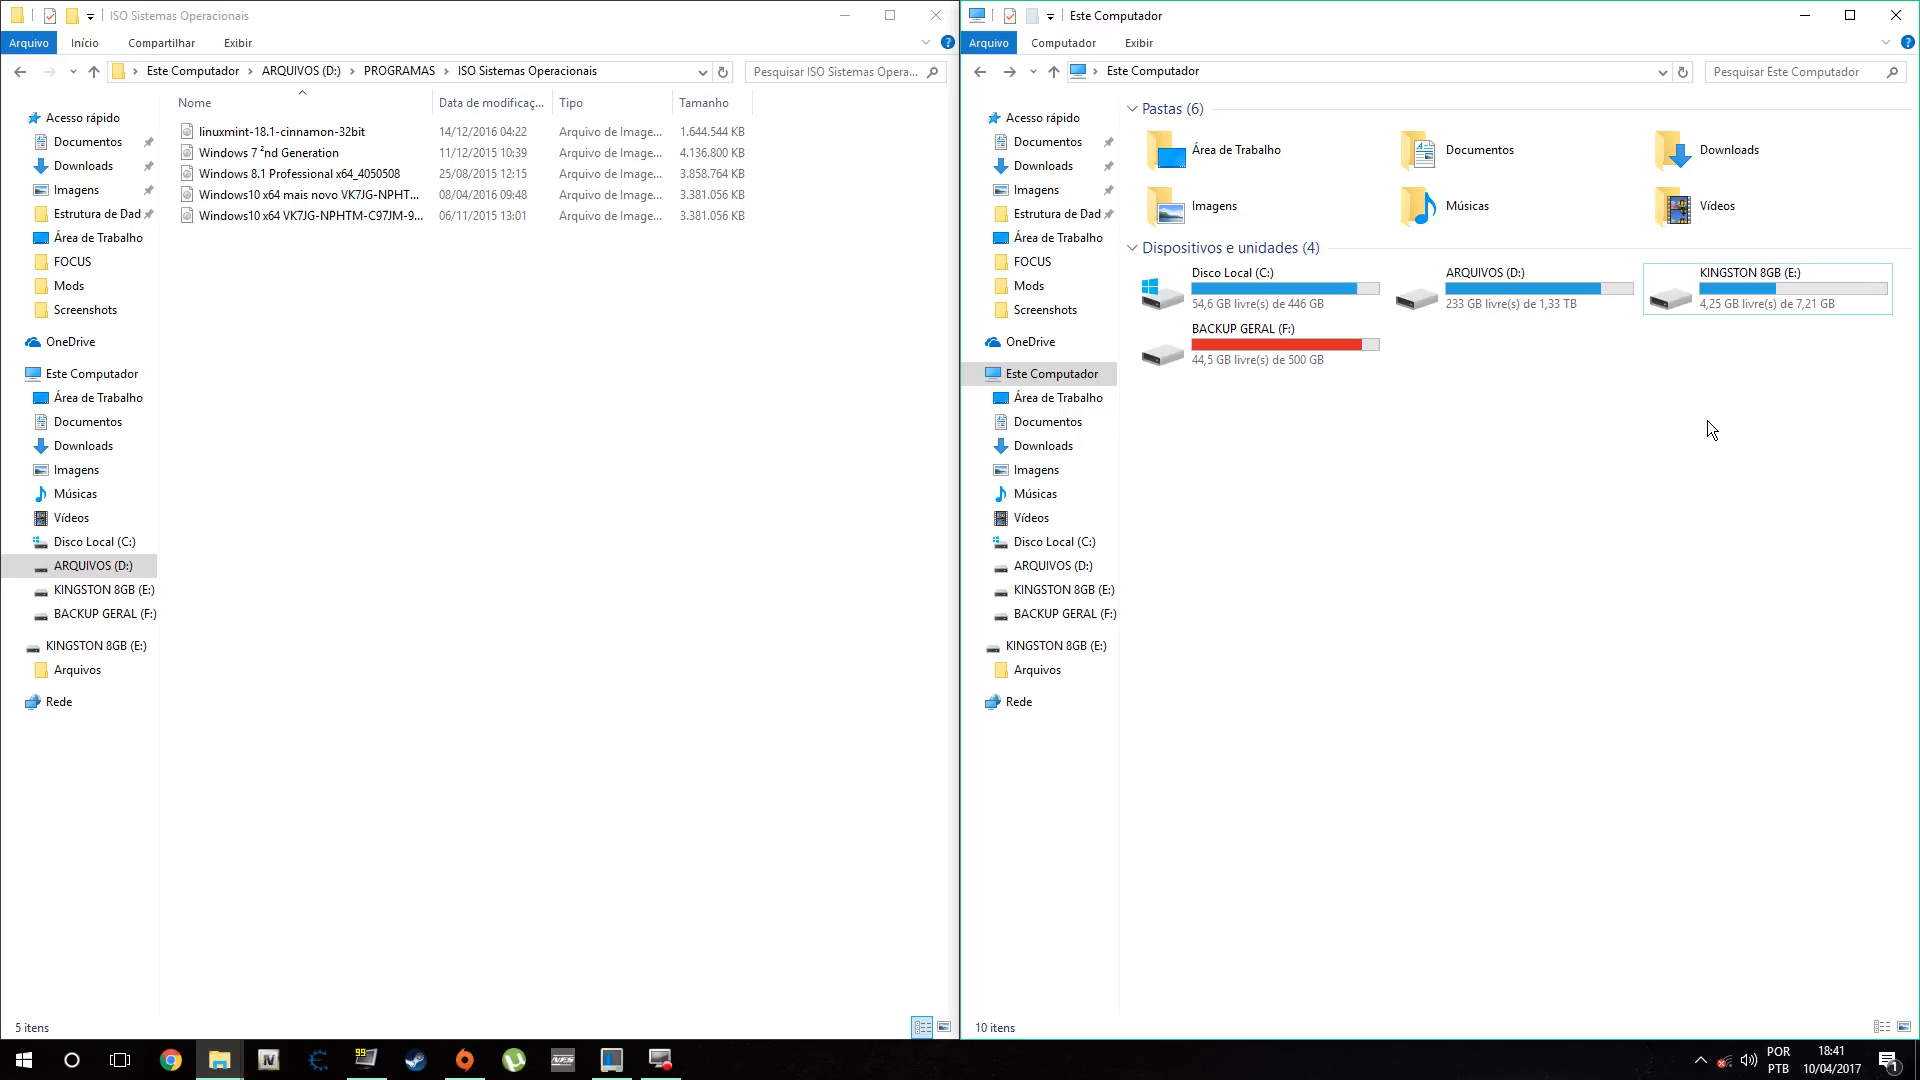 ISO Sistemas Operacionais
Arquivo Início Compartilhar Exibir
Este Computador ARQUIVOS (D:) PROGRAMAS ISO Sistemas Operacionais
Pesquisar ISO Sistemas Opera...
Nome Data de modificaç... Tipo Tamanho
linuxmint-18.1-cinnamon-32bit 14/12/2016 04:22 Arquivo de Image... 1.644.544 KB
Windows 7 ²nd Generation 11/12/2015 10:39 Arquivo de Image... 4.136.800 KB
Windows 8.1 Professional x64_4050508 25/08/2015 12:15 Arquivo de Image... 3.858.764 KB
Windows10 x64 mais novo VK7JG-NPHT... 08/04/2016 09:48 Arquivo de Image... 3.381.056 KB
Windows10 x64 VK7JG-NPHTM-C97JM-9... 06/11/2015 13:01 Arquivo de Image... 3.381.056 KB
Acesso rápido
Documentos
Downloads
Imagens
Estrutura de Dad
Área de Trabalho
FOCUS
Mods
Screenshots
OneDrive
Este Computador
Área de Trabalho
Documentos
Downloads
Imagens
Músicas
Vídeos
Disco Local (C:)
ARQUIVOS (D:)
KINGSTON 8GB (E:)
BACKUP GERAL (F:)
KINGSTON 8GB (E:)
Arquivos
Rede
5 itens
Este Computador
Arquivo Computador Exibir
Este Computador
Pesquisar Este Computador
Acesso rápido
Documentos
Downloads
Imagens
Estrutura de Dad
Área de Trabalho
FOCUS
Mods
Screenshots
OneDrive
Este Computador
Área de Trabalho
Documentos
Downloads
Imagens
Músicas
Vídeos
Disco Local (C:)
ARQUIVOS (D:)
KINGSTON 8GB (E:)
BACKUP GERAL (F:)
KINGSTON 8GB (E:)
Arquivos
Rede
Pastas (6)
Área de Trabalho Documentos Downloads
Imagens Músicas Vídeos
Dispositivos e unidades (4)
Disco Local (C:)
54,6 GB livre(s) de 446 GB
ARQUIVOS (D:)
233 GB livre(s) de 1,33 TB
KINGSTON 8GB (E:)
4,25 GB livre(s) de 7,21 GB
BACKUP GERAL (F:)
44,5 GB livre(s) de 500 GB
10 itens
99
NFS
POR
PTB
18:41
10/04/2017
1